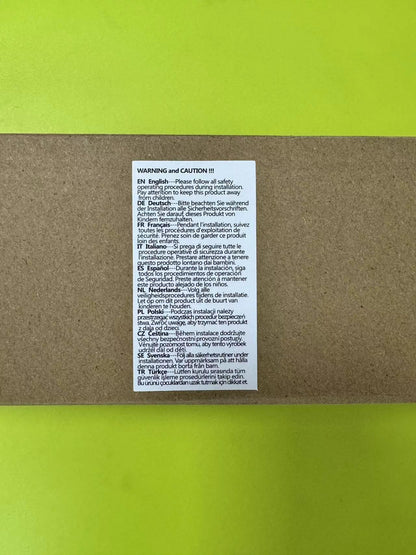 WARNING and CAUTION !!!
EN English---Please follow all safety
operating procedures during installation.
Pay attention to keep this product away
from children.
DE Deutsch---Bitte beachten Sie während
der Installation alle Sicherheitsvorschriften.
Achten Sie darauf, dieses Produkt von
Kindern fernzuhalten.
FR Français---Pendant l'installation, suivez
toutes les procédures d'exploitation de
sécurité. Prenez soin de garder ce produit
loin des enfants.
IT Italiano---Si prega di seguire tutte le
procedure operative di sicurezza durante
l'installazione. Prestare attenzione a tenere
questo prodotto lontano dai bambini.
ES Español---Durante la instalación, siga
todos los procedimientos de operación
de Seguridad. Preste atención a mantener
este producto alejado de los niños.
NL Nederlands---Volg alle
veiligheidsprocedures tijdens de installatie.
Let op om dit product uit de buurt van
kinderen te houden.
PL Polski---Podczas instalacji należy
przestrzegać wszystkich procedur bezpieczeń
stwa. Zwróć uwagę, aby trzymać ten produkt
z dala od dzieci.
CZ Čeština---Během instalace dodržujte
všechny bezpečnostní provozní postupy.
Věnujte pozornost tomu, aby tento výrobek
udržel dál od dětí.
SE Svenska---Följ alla säkerhetsrutiner under
installationen. Var uppmärksam på att hålla
denna produkt borta från barn.
TR Türkçe---Lütfen kurulu sırasında tüm
güvenlik işleme prosedürlerini takip edin.
Bu ürünü çocuklardan uzak tutmak için dikkat et.